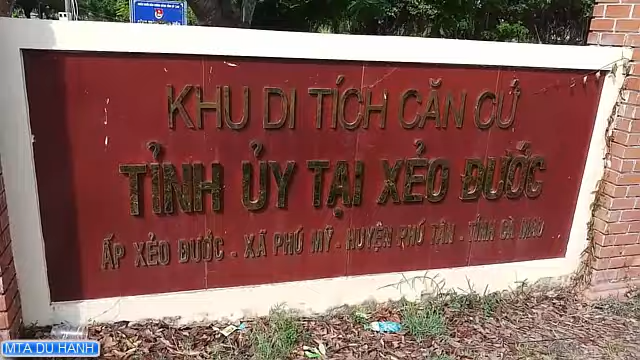 KHU DI TÍCH CĂN CỨ
TỈNH ỦY TẠI XẺO ĐƯỚC
ẤP XẺO ĐƯỚC - XÃ PHÚ MỸ - HUYỆN PHÚ TÂN - TỈNH CÀ MAU
MTA DU HANH